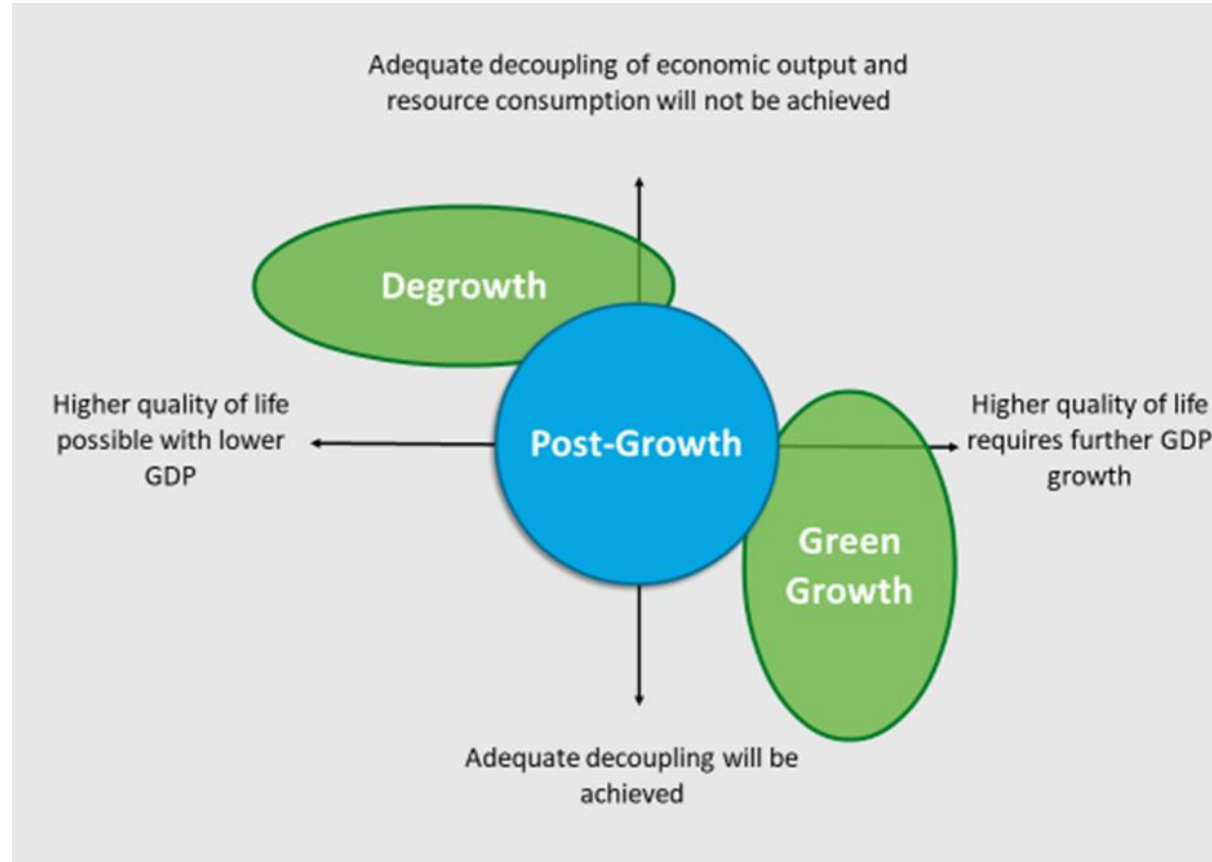 Adequate decoupling of economic output and
resource consumption will not be achieved
Degrowth
Higher quality of life
possible with lower
GDP
Post-Growth
Higher quality of life
requires further GDP
growth
Green
Growth
Adequate decoupling will be
achieved